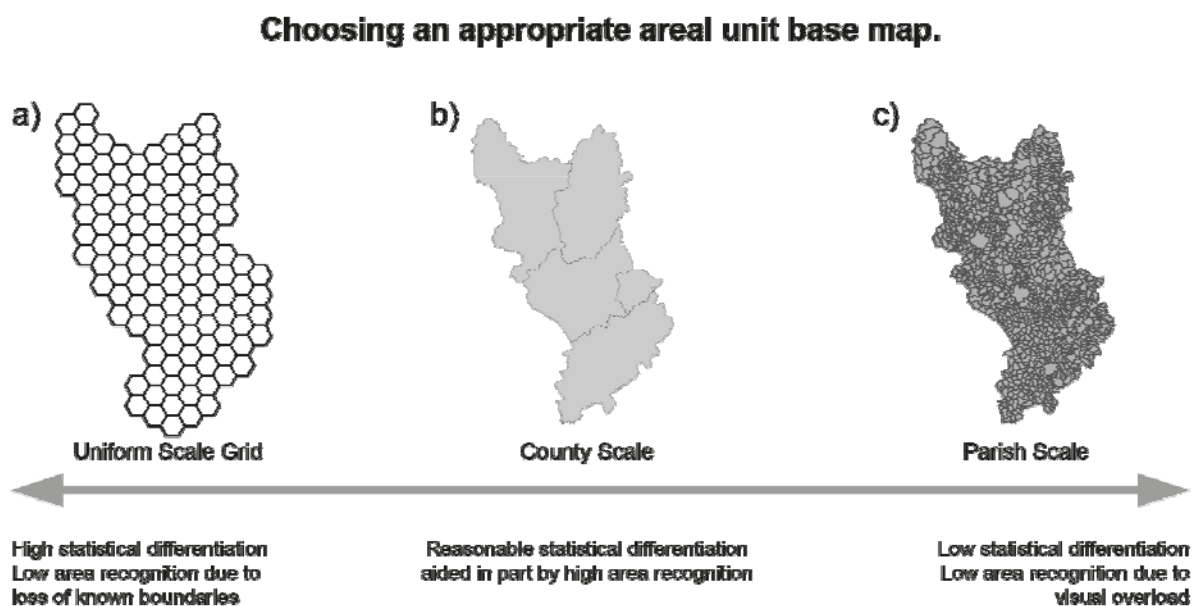 Choosing an appropriate areal unit base map.
a)
b)
c)
Uniform Scale Grid
County Scale
Parish Scale
High statistical differentiation
Low area recognition due to
loss of known boundaries
Reasonable statistical differentiation
aided in part by high area recognition
Low statistical differentiation
Low area recognition due to
visual overload